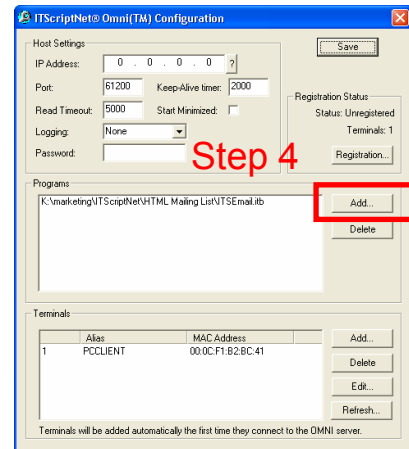 ITScriptNet® Omni(TM) Configuration
Host Settings
IP Address: 0 . 0 . 0 . 0 ?
Port: 61200 Keep-Alive timer: 2000
Read Timeout: 5000 Start Minimized:
Logging: None
Password:
Save
Registration Status
Status: Unregistered
Terminals: 1
Registration...
Step 4
Programs
K:\marketing\ITScriptNet\HTML Mailing List\ITSEmail.itb
Add...
Delete
Terminals
Alias MAC Address
1 PCCLIENT 00:0C:F1:B2:BC:41
Add...
Delete
Edit...
Refresh...
Terminals will be added automatically the first time they connect to the OMNI server.